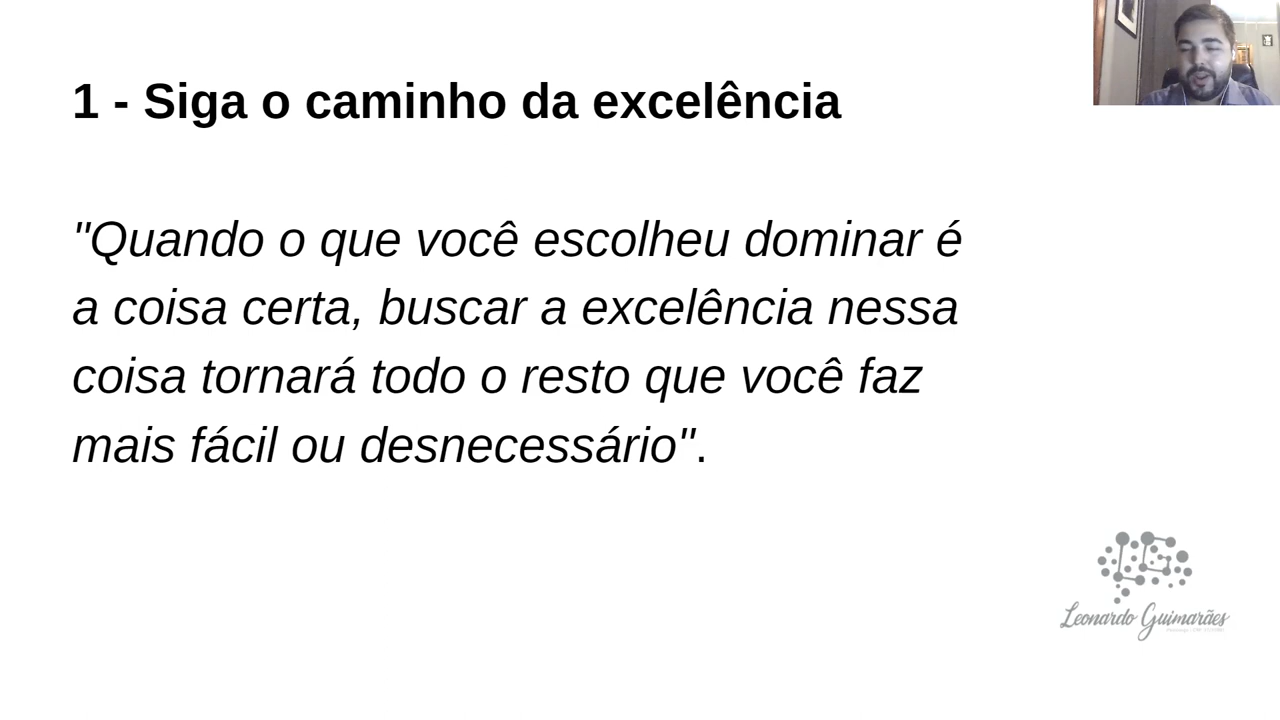 1 - Siga o caminho da excelência
"Quando o que você escolheu dominar é
a coisa certa, buscar a excelência nessa
coisa tornará todo o resto que você faz
mais fácil ou desnecessário".
Leonardo Guimarães